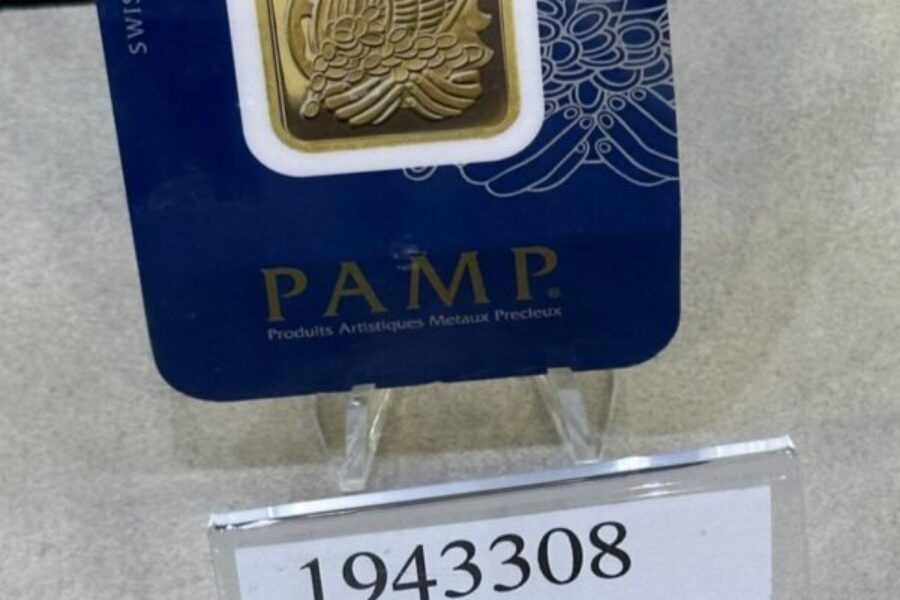 SWIS
PAMP®
Produits Artistiques Metaux Precieux
1943308